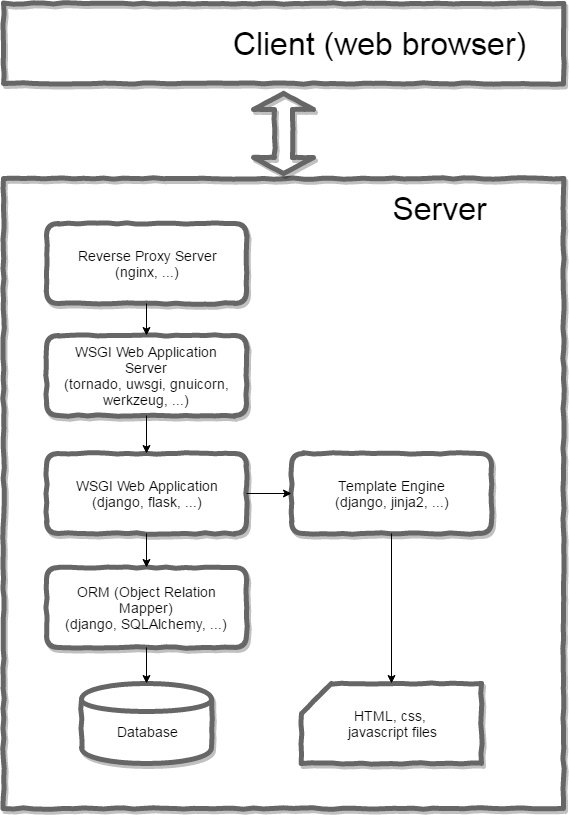 Client (web browser)
Server
Reverse Proxy Server
(nginx, ...)
WSGI Web Application
Server
(tornado, uwsgi, gnuicorn,
werkzeug, ...)
WSGI Web Application
(django, flask, ...)
Template Engine
(django, jinja2, ...)
ORM (Object Relation
Mapper)
(django, SQLAlchemy, ...)
Database
HTML, css,
javascript files